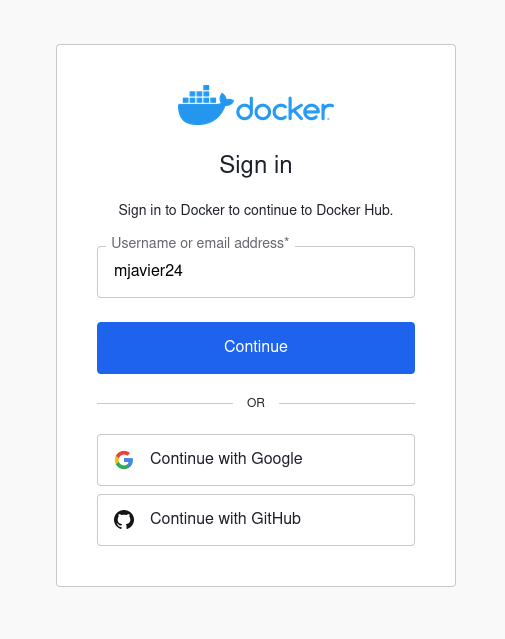 docker
Sign in
Sign in to Docker to continue to Docker Hub.
Username or email address*
mjavier24
Continue
OR
Continue with Google
Continue with GitHub